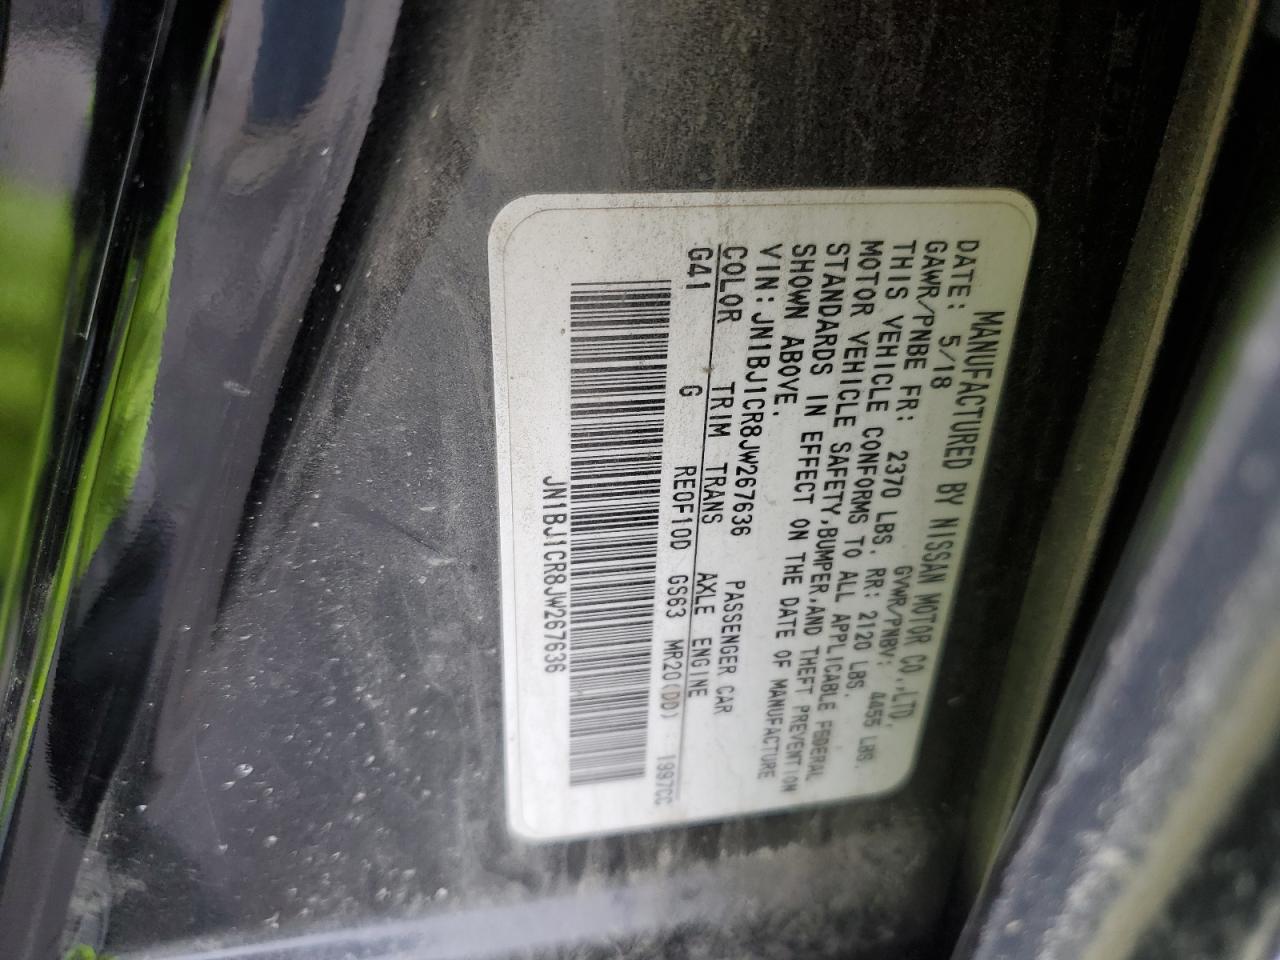 MANUFACTURED BY NISSAN MOTOR CO.,LTD.
DATE: 5/18 GVWR/PNBV: 4455 LBS.
GAWR/PNBE FR: 2370 LBS. RR: 2120 LBS.
THIS VEHICLE CONFORMS TO ALL APPLICABLE FEDERAL
MOTOR VEHICLE SAFETY,BUMPER,AND THEFT PREVENTION
STANDARDS IN EFFECT ON THE DATE OF MANUFACTURE
SHOWN ABOVE.
VIN:JN1BJ1CR8JW267636 PASSENGER CAR
COLOR TRIM TRANS AXLE ENGINE
G41 G RE0F10D GS63 MR20(DD) 1997CC
JN1BJ1CR8JW267636